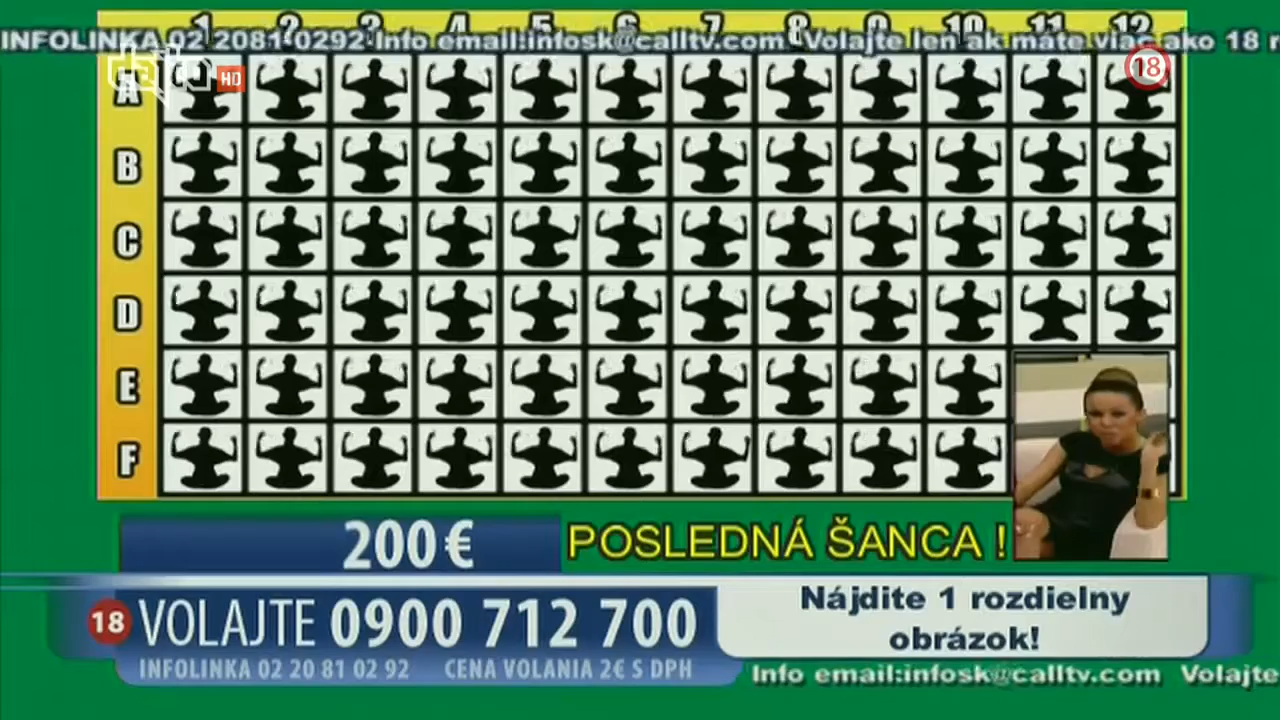 1 2 3 4 5 6 7 8 9 10 11 12
INFOLINKA 02 2081 0292 Info email:infosk@calltv.com Volajte len ak máte viac ako 18 r
HD
18
A
B
C
D
E
F
200€
POSLEDNÁ ŠANCA !
18 VOLAJTE 0900 712 700
Nájdite 1 rozdielny
obrázok!
INFOLINKA 02 20 81 02 92 CENA VOLANIA 2€ S DPH
Info email:infosk@calltv.com Volajte